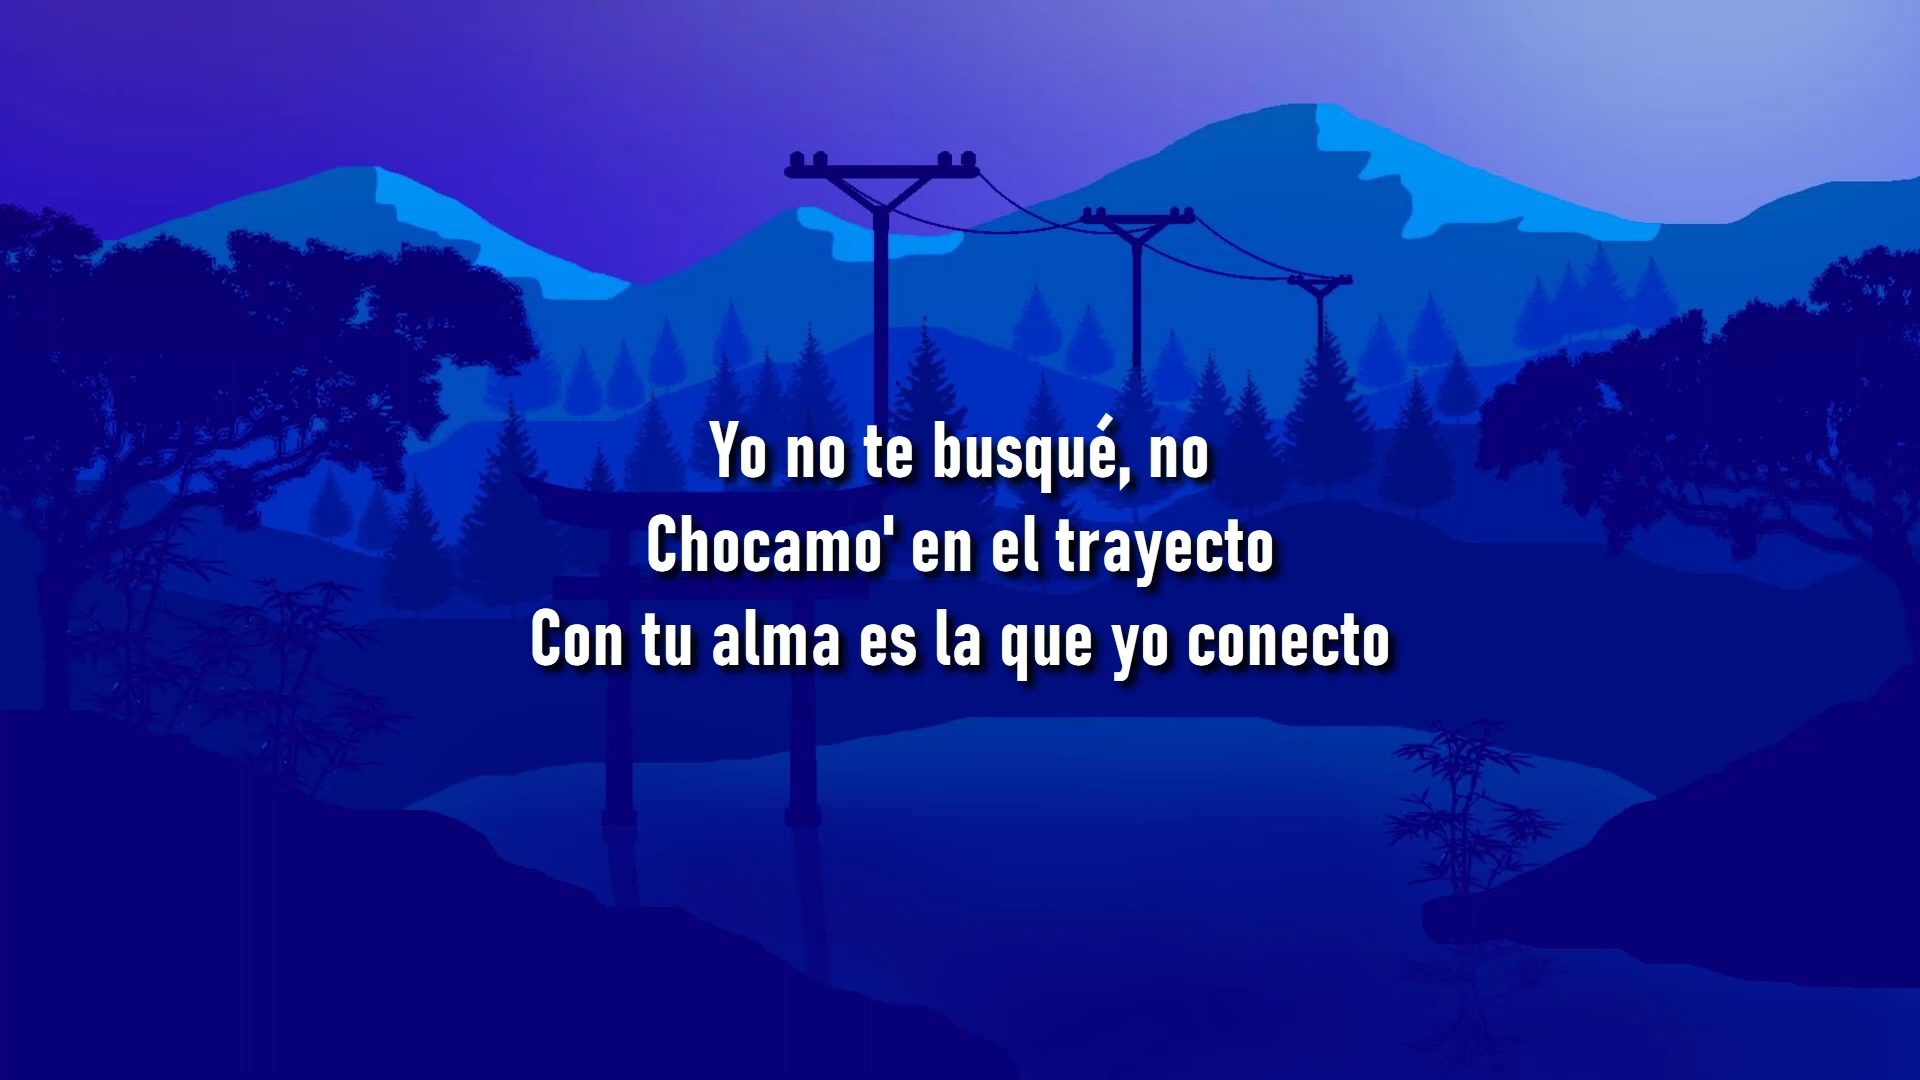 Yo no te busqué, no
Chocamo' en el trayecto
Con tu alma es la que yo conecto